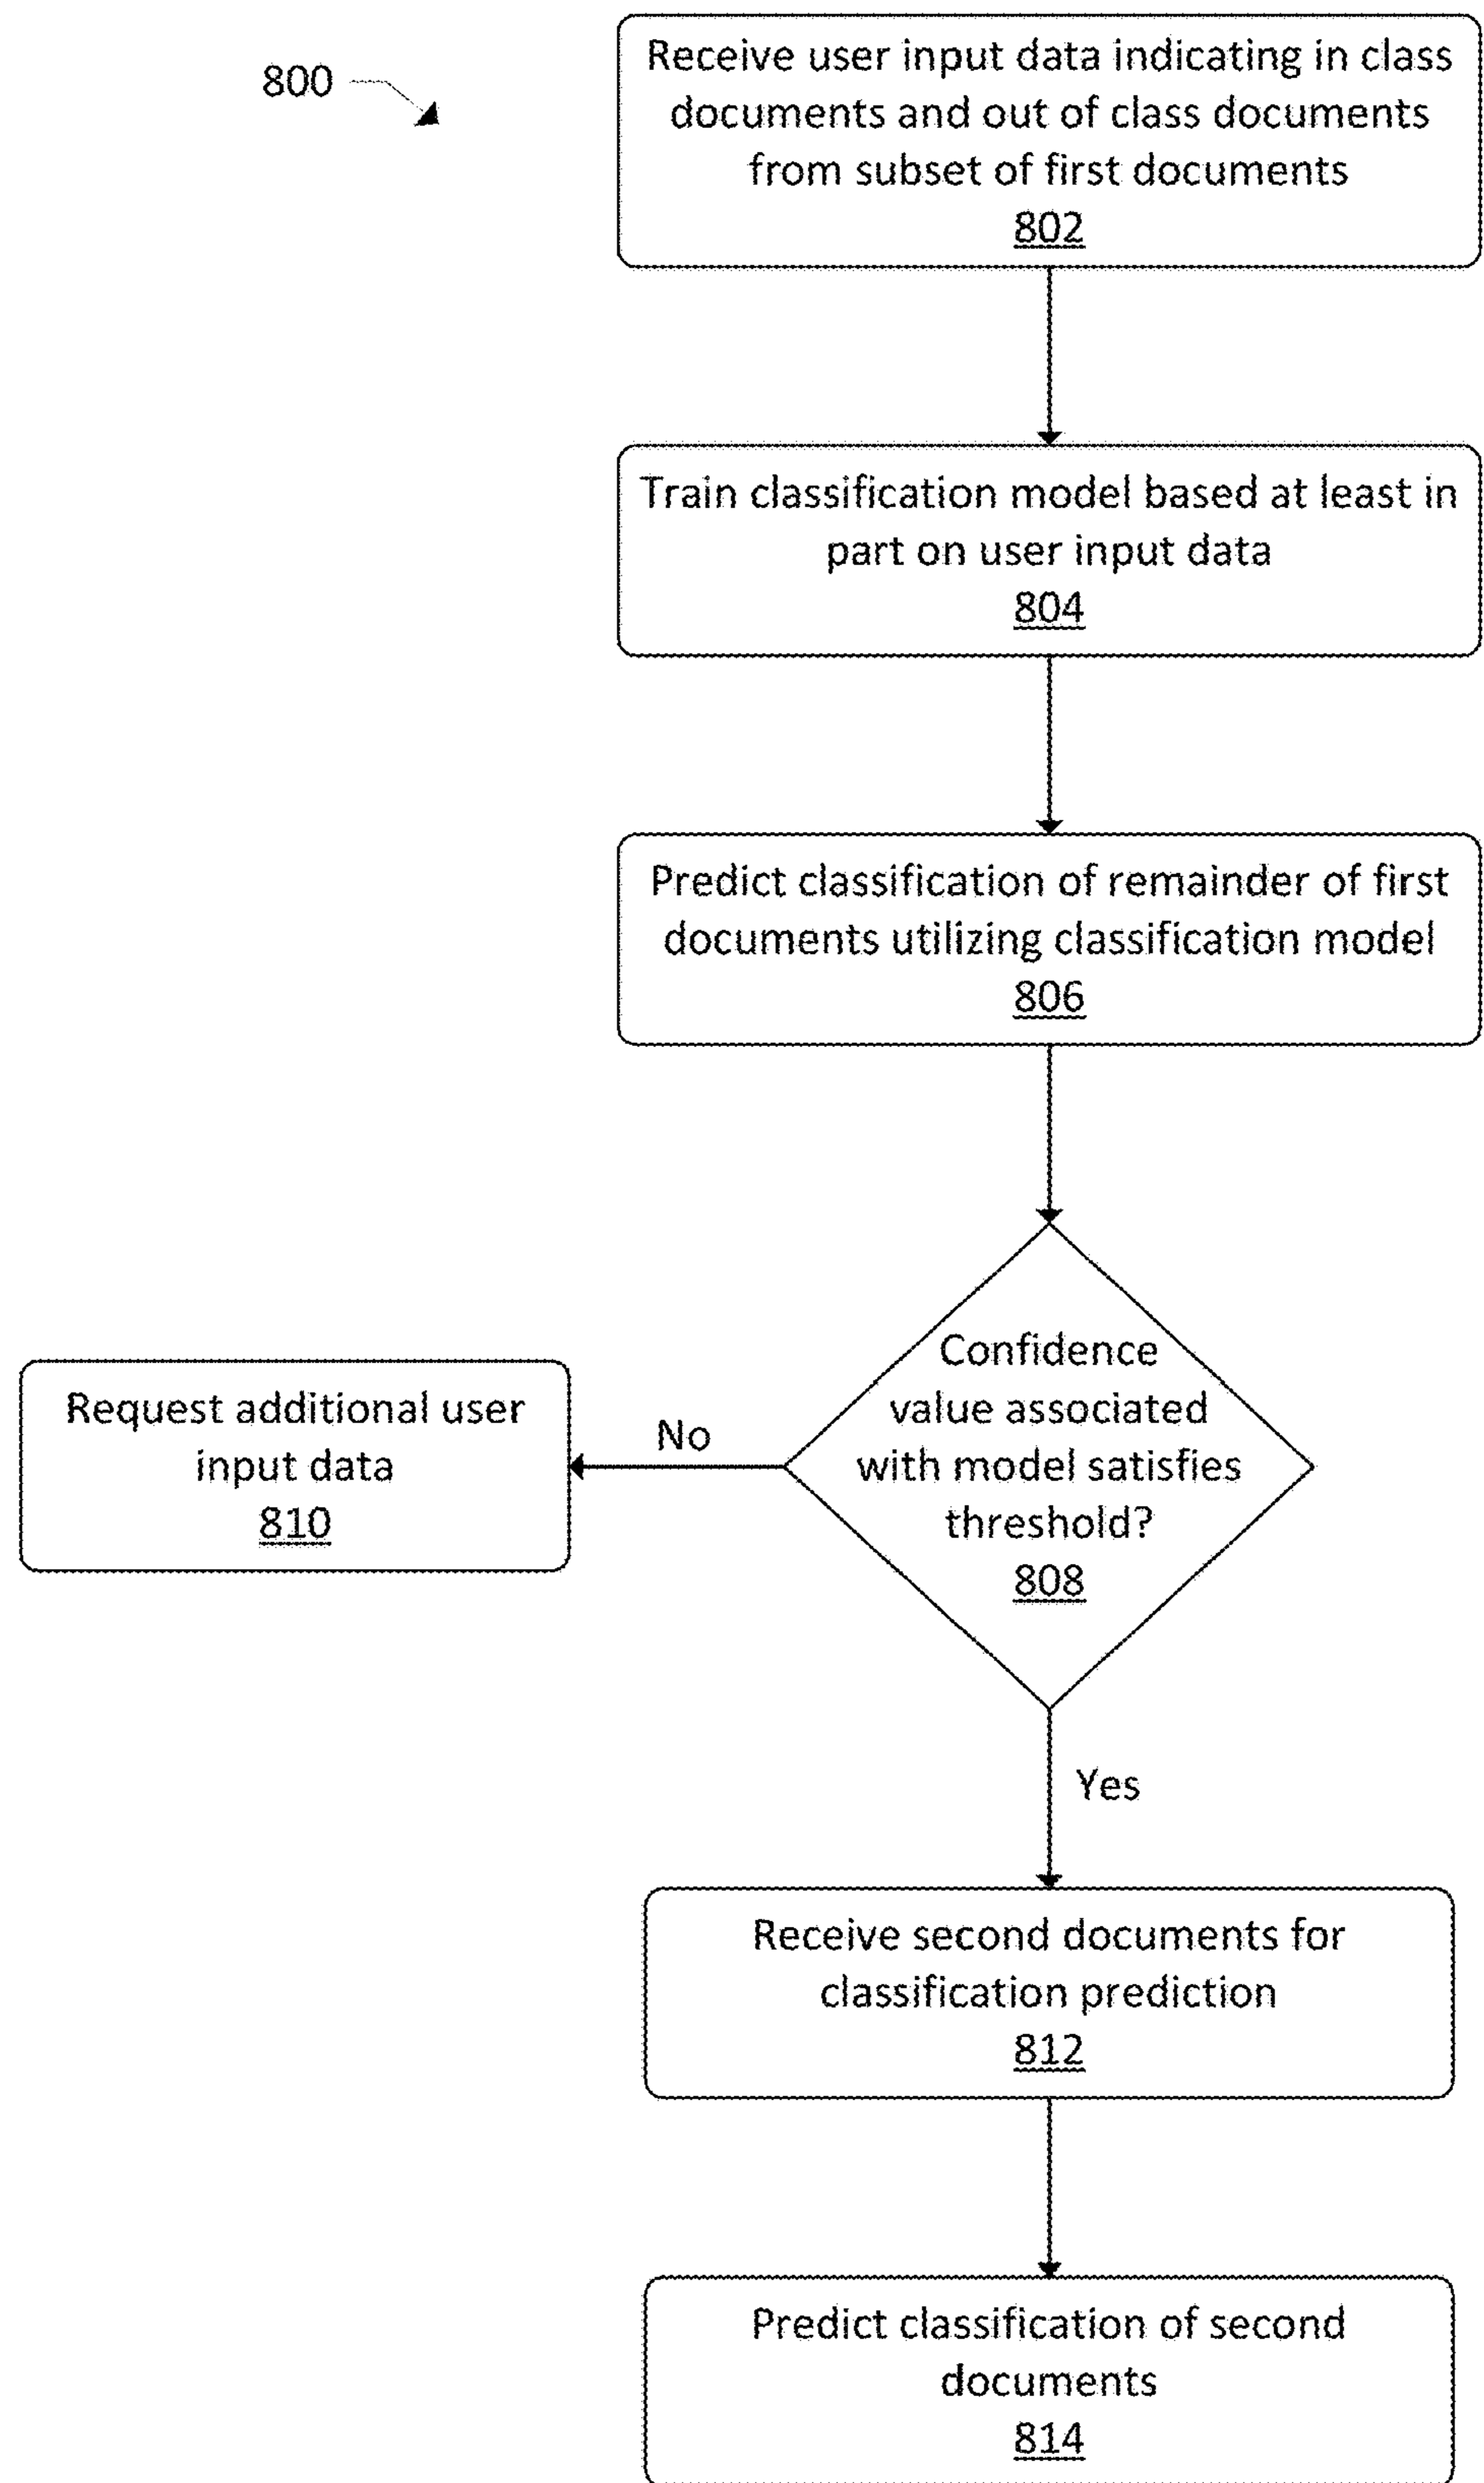 800
Receive user input data indicating in class
documents and out of class documents
from subset of first documents
802
Train classification model based at least in
part on user input data
804
Predict classification of remainder of first
documents utilizing classification model
806
Confidence
value associated
with model satisfies
threshold?
808
No
Request additional user
input data
810
Yes
Receive second documents for
classification prediction
812
Predict classification of second
documents
814